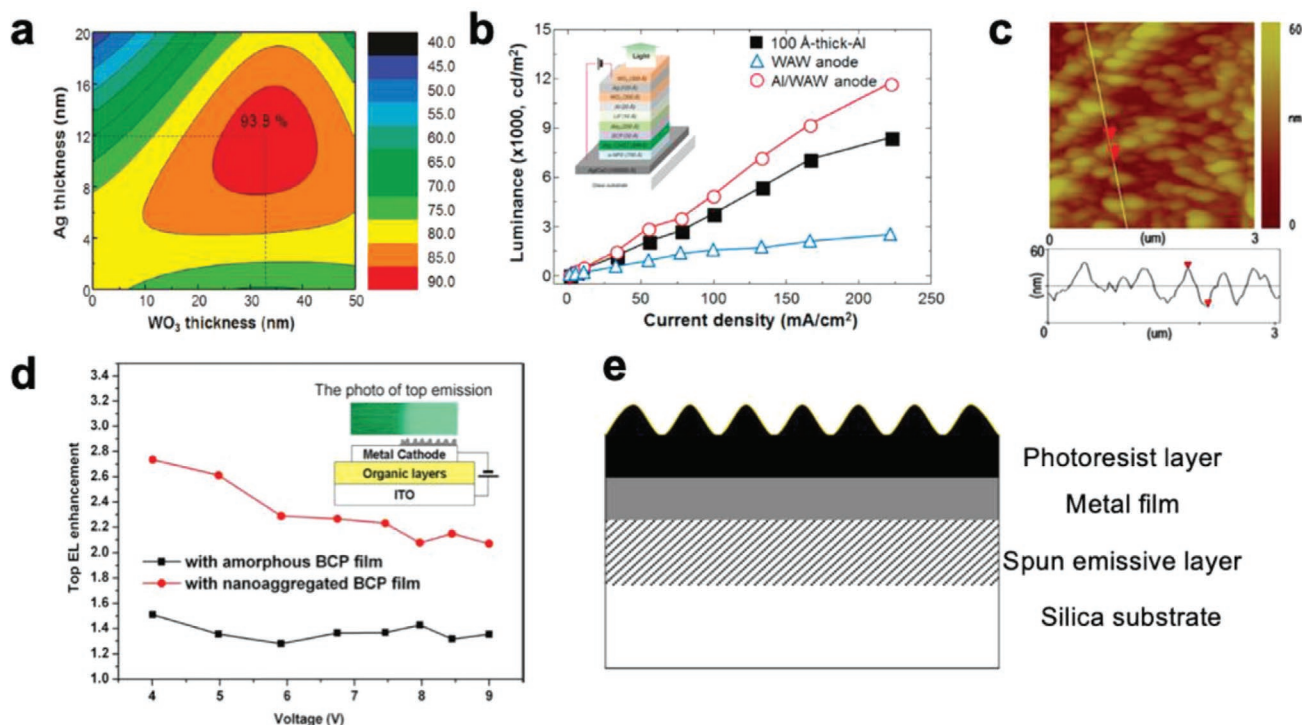 a
Ag thickness (nm)
20
16
12
8
4
0
93.5 %
0 10 20 30 40 50
WO3 thickness (nm)
40.0
45.0
50.0
55.0
60.0
65.0
70.0
75.0
80.0
85.0
90.0
b
Luminance (x1000, cd/m2)
15
12
9
6
3
0
100 Å-thick-Al
WAW anode
Al/WAW anode
Light
Glass substrate
0 50 100 150 200 250
Current density (mA/cm2)
c
60
nm
0
0 (um) 3
60
(nm)
0 (um) 3
d
Top EL enhancement
3.4
3.2
3.0
2.8
2.6
2.4
2.2
2.0
1.8
1.6
1.4
1.2
1.0
The photo of top emission
Metal Cathode
Organic layers
ITO
with amorphous BCP film
with nanoaggregated BCP film
4 5 6 7 8 9
Voltage (V)
e
Photoresist layer
Metal film
Spun emissive layer
Silica substrate